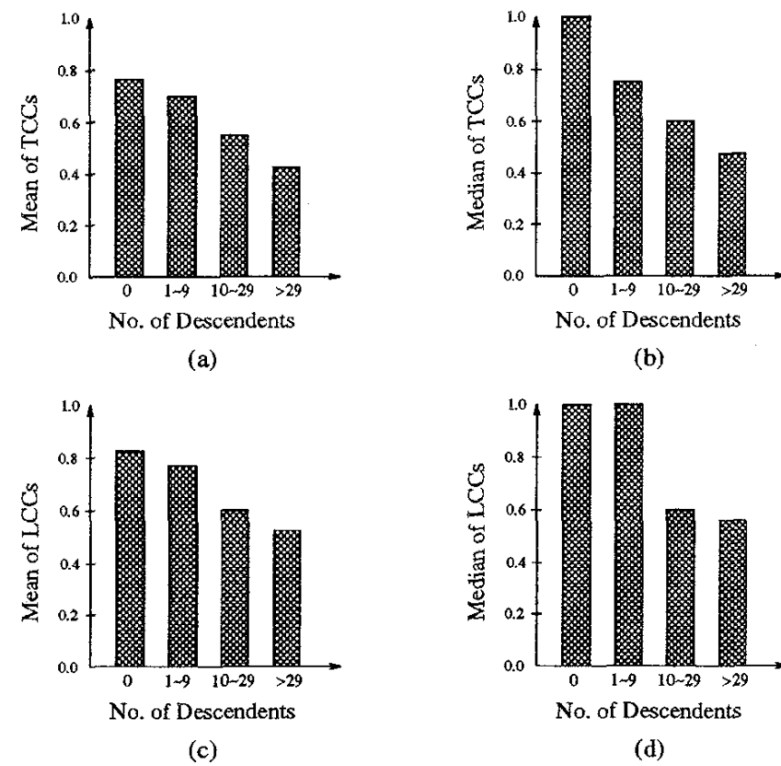 1.0
0.8
0.6
0.4
0.2
0.0
Mean of TCCs
0 1~9 10~29 >29
No. of Descendents
(a)
1.0
0.8
0.6
0.4
0.2
0.0
Median of TCCs
0 1~9 10~29 >29
No. of Descendents
(b)
1.0
0.8
0.6
0.4
0.2
0.0
Mean of LCCs
0 1~9 10~29 >29
No. of Descendents
(c)
1.0
0.8
0.6
0.4
0.2
0.0
Median of LCCs
0 1~9 10~29 >29
No. of Descendents
(d)